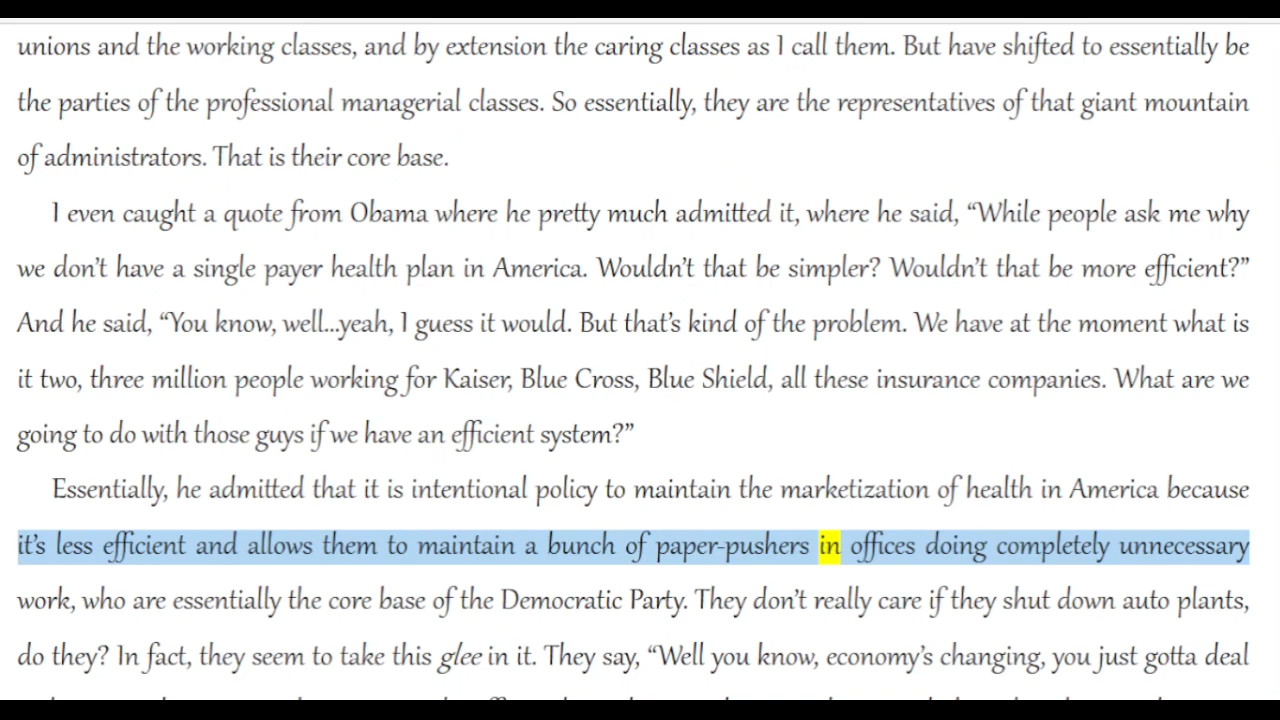 unions and the working classes, and by extension the caring classes as I call them. But have shifted to essentially be
the parties of the professional managerial classes. So essentially, they are the representatives of that giant mountain
of administrators. That is their core base.
I even caught a quote from Obama where he pretty much admitted it, where he said, “While people ask me why
we don’t have a single payer health plan in America. Wouldn’t that be simpler? Wouldn’t that be more efficient?”
And he said, “You know, well...yeah, I guess it would. But that’s kind of the problem. We have at the moment what is
it two, three million people working for Kaiser, Blue Cross, Blue Shield, all these insurance companies. What are we
going to do with those guys if we have an efficient system?”
Essentially, he admitted that it is intentional policy to maintain the marketization of health in America because
it’s less efficient and allows them to maintain a bunch of paper-pushers in offices doing completely unnecessary
work, who are essentially the core base of the Democratic Party. They don’t really care if they shut down auto plants,
do they? In fact, they seem to take this glee in it. They say, “Well you know, economy’s changing, you just gotta deal